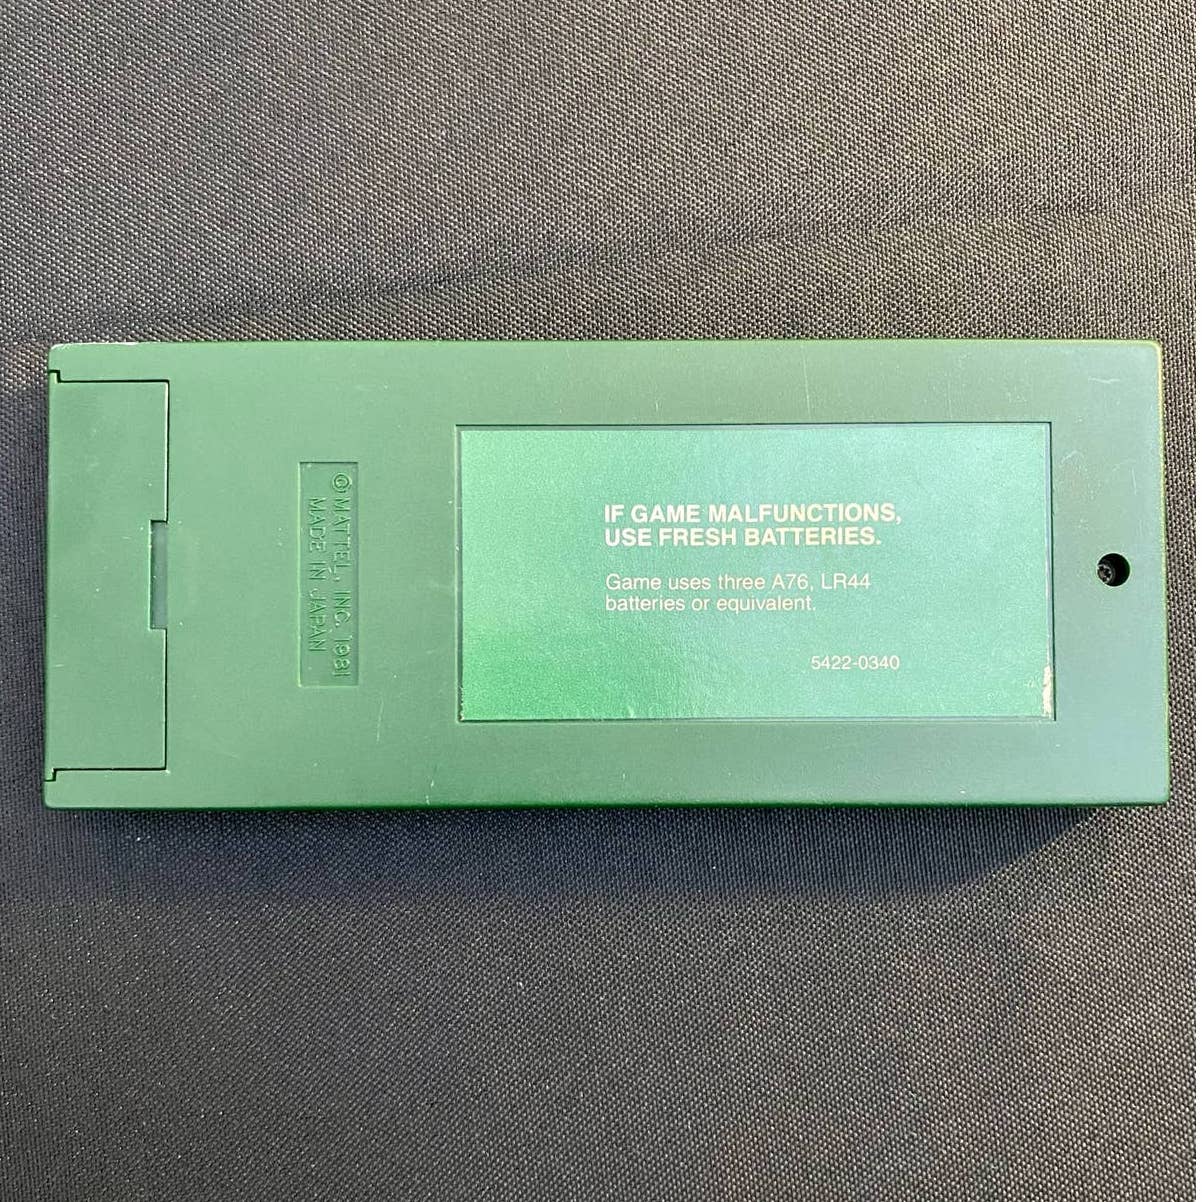 © MATTEL, INC. 1981
MADE IN JAPAN
IF GAME MALFUNCTIONS,
USE FRESH BATTERIES.
Game uses three A76, LR44
batteries or equivalent.
5422-0340